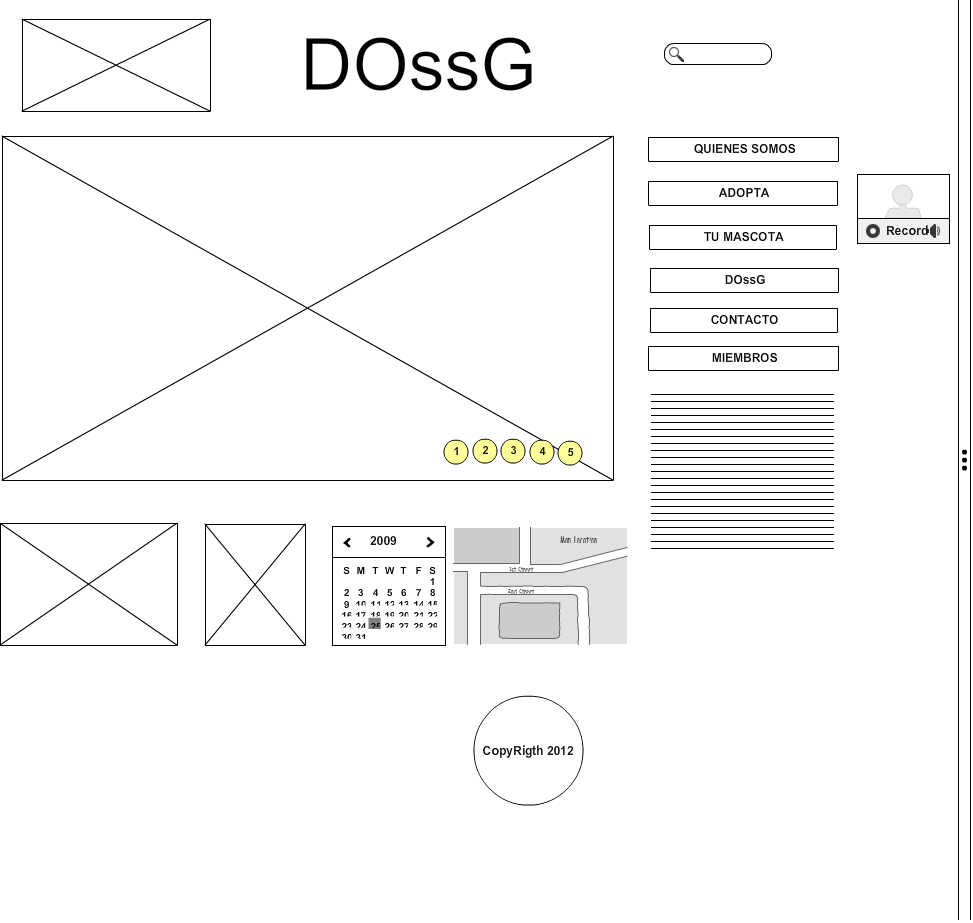 DOssG
QUIENES SOMOS
ADOPTA
Record
TU MASCOTA
DOssG
CONTACTO
MIEMBROS
1 2 3 4 5
2009
S M T W T F S
1
2 3 4 5 6 7 8
9 10 11 12 13 14 15
16 17 18 19 20 21 22
23 24 25 26 27 28 29
30 31
Map Location
1st Street
2nd Street
CopyRigth 2012